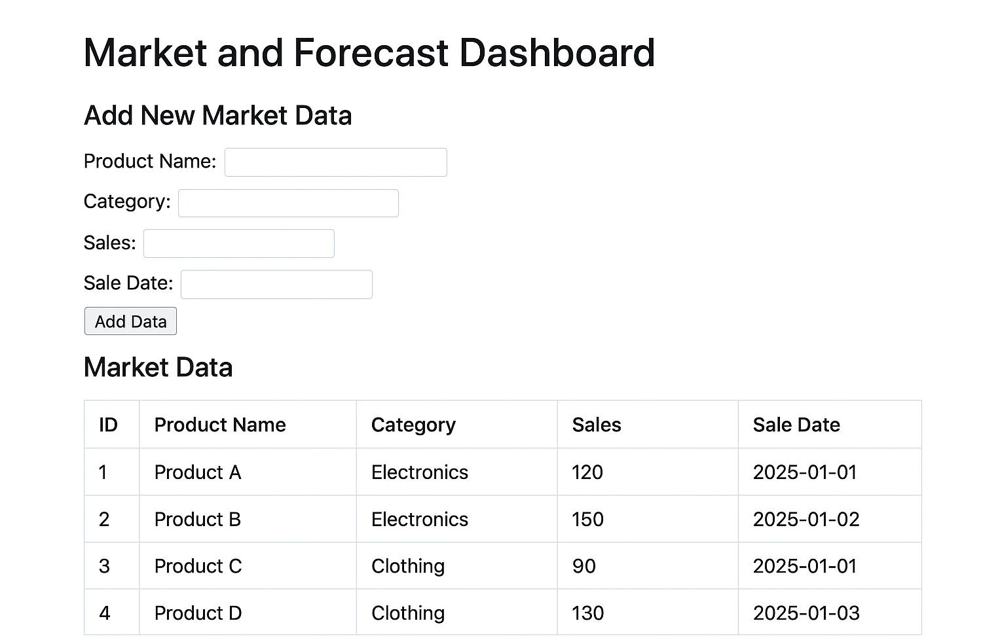 Market and Forecast Dashboard
Add New Market Data
Product Name:
Category:
Sales:
Sale Date:
Add Data
Market Data
ID Product Name Category Sales Sale Date
1 Product A Electronics 120 2025-01-01
2 Product B Electronics 150 2025-01-02
3 Product C Clothing 90 2025-01-01
4 Product D Clothing 130 2025-01-03